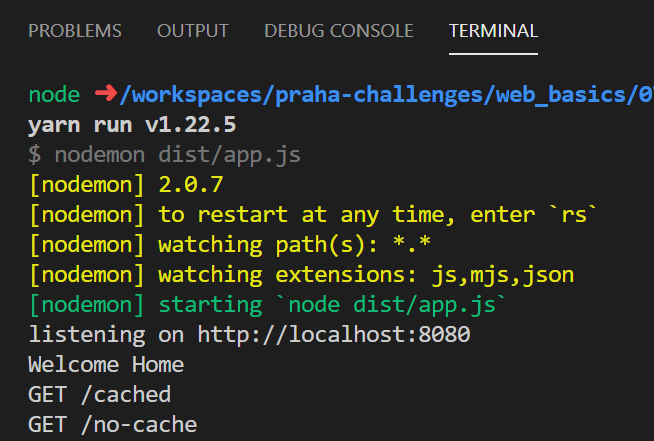 PROBLEMS OUTPUT DEBUG CONSOLE TERMINAL
node ➜/workspaces/praha-challenges/web_basics/0
yarn run v1.22.5
$ nodemon dist/app.js
[nodemon] 2.0.7
[nodemon] to restart at any time, enter `rs`
[nodemon] watching path(s): *.*
[nodemon] watching extensions: js,mjs,json
[nodemon] starting `node dist/app.js`
listening on http://localhost:8080
Welcome Home
GET /cached
GET /no-cache